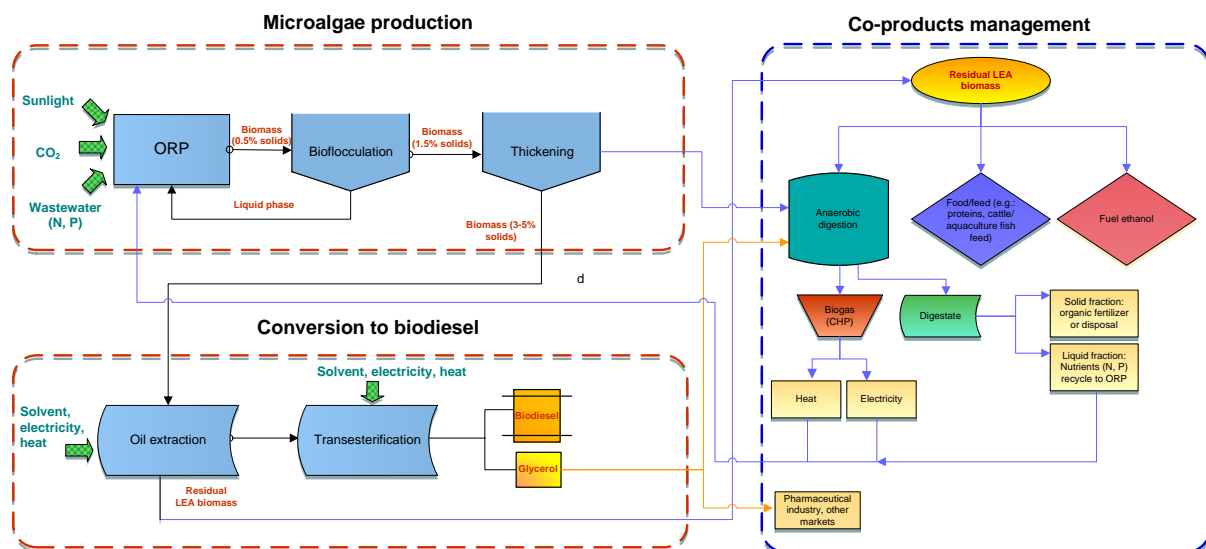 Microalgae production
Sunlight
CO₂
Wastewater
(N, P)
ORP
Biomass
(0.5% solids)
Bioflocculation
Biomass
(1.5% solids)
Thickening
Liquid phase
Biomass (3-5%
solids)
d
Conversion to biodiesel
Solvent, electricity, heat
Solvent,
electricity,
heat
Oil extraction
Transesterification
Biodiesel
Glycerol
Residual
LEA biomass
Co-products management
Residual LEA
biomass
Anaerobic
digestion
Food/feed (e.g.:
proteins, cattle/
aquaculture fish
feed)
Fuel ethanol
Biogas
(CHP)
Digestate
Solid fraction:
organic fertilizer
or disposal
Liquid fraction:
Nutrients (N, P)
recycle to ORP
Heat
Electricity
Pharmaceutical
industry, other
markets